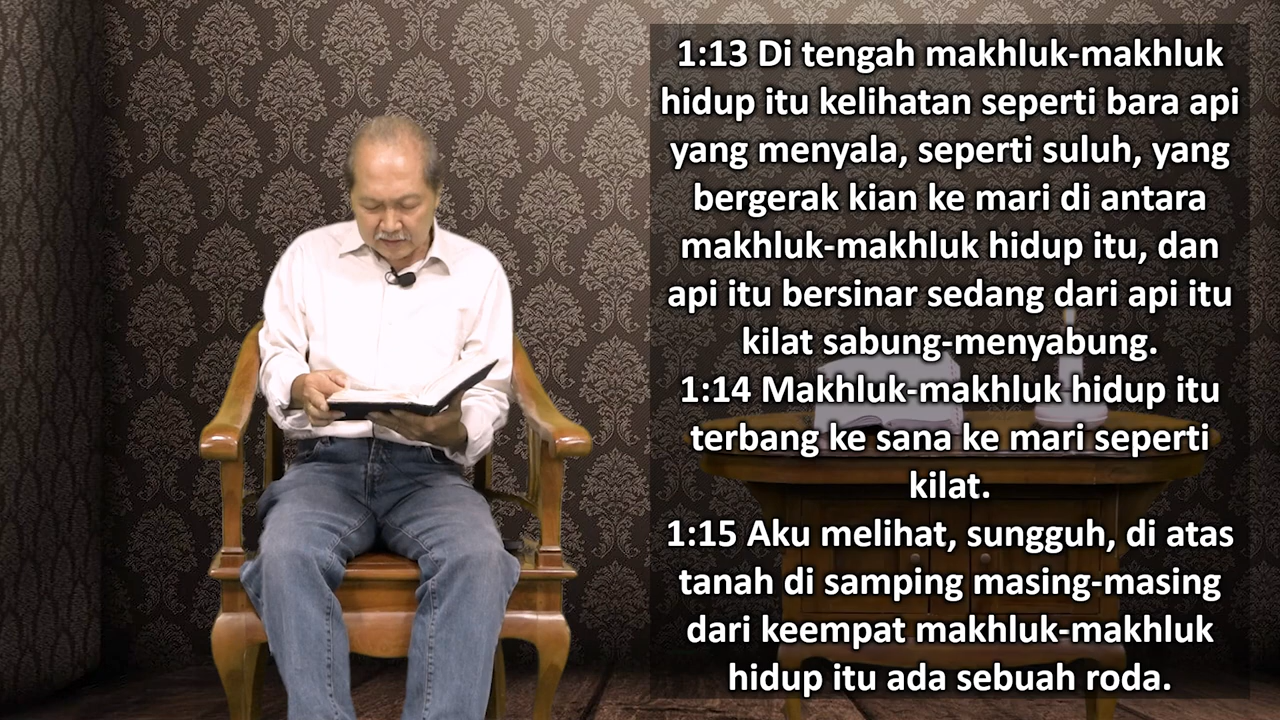 1:13 Di tengah makhluk-makhluk
hidup itu kelihatan seperti bara api
yang menyala, seperti suluh, yang
bergerak kian ke mari di antara
makhluk-makhluk hidup itu, dan
api itu bersinar sedang dari api itu
kilat sabung-menyabung.
1:14 Makhluk-makhluk hidup itu
terbang ke sana ke mari seperti
kilat.
1:15 Aku melihat, sungguh, di atas
tanah di samping masing-masing
dari keempat makhluk-makhluk
hidup itu ada sebuah roda.